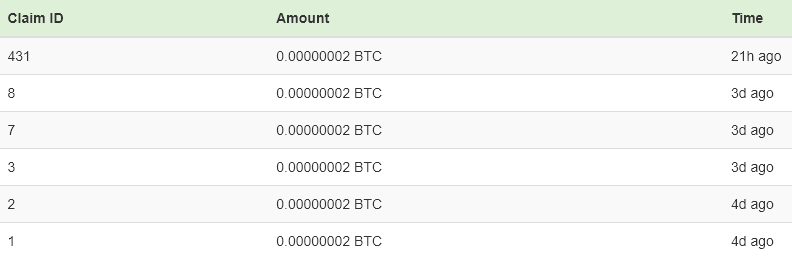 Claim ID Amount Time
431 0.00000002 BTC 21h ago
8 0.00000002 BTC 3d ago
7 0.00000002 BTC 3d ago
3 0.00000002 BTC 3d ago
2 0.00000002 BTC 4d ago
1 0.00000002 BTC 4d ago